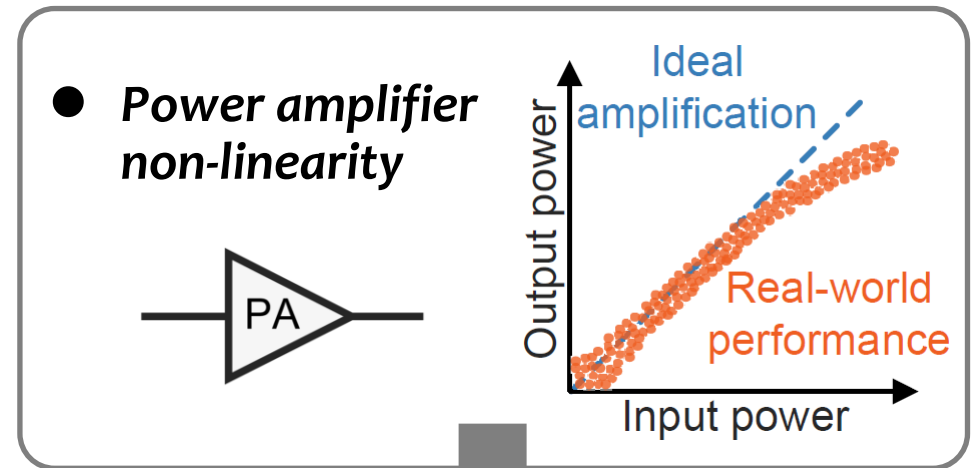 ● Power amplifier
non-linearity
PA
Ideal
amplification
Output power
Real-world
performance
Input power